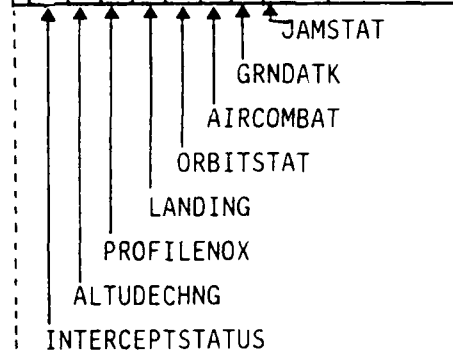 JAMSTAT
GRNDATK
AIRCOMBAT
ORBITSTAT
LANDING
PROFILENOX
ALTUDECHNG
INTERCEPTSTATUS